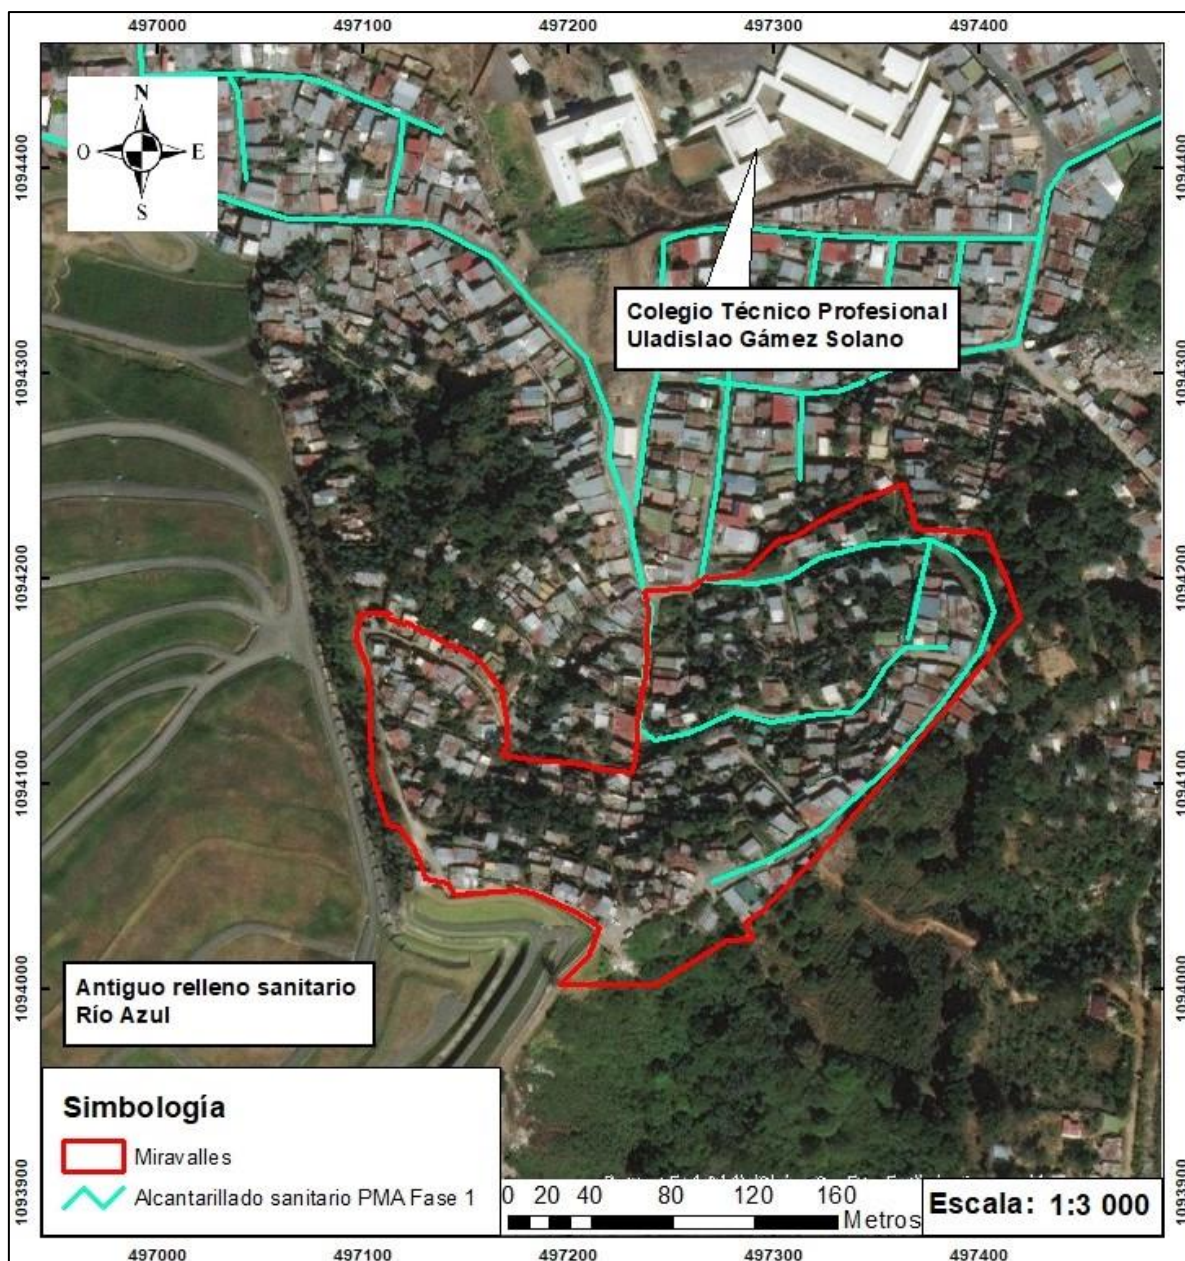 497000 497100 497200 497300 497400
N
O E
S
1094400 1094400
Colegio Técnico Profesional
Uladislao Gámez Solano
1094300 1094300
1094200 1094200
1094100 1094100
1094000 1094000
Antiguo relleno sanitario
Río Azul
Simbología
Miravalles
Alcantarillado sanitario PMA Fase 1
1093900 1093900
0 20 40 80 120 160
Metros
Escala: 1:3 000
497000 497100 497200 497300 497400